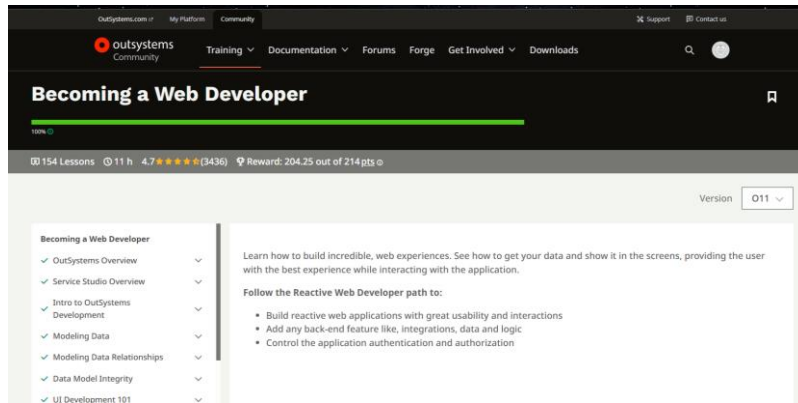 OutSystems.com My Platform Community Support Contact us
outsystems
Community
Training Documentation Forums Forge Get Involved Downloads
Becoming a Web Developer
100%
154 Lessons 11 h 4.7 (3436) Reward: 204.25 out of 214 pts
Version O11
Becoming a Web Developer
OutSystems Overview
Service Studio Overview
Intro to OutSystems
Development
Modeling Data
Modeling Data Relationships
Data Model Integrity
UI Development 101
Learn how to build incredible, web experiences. See how to get your data and show it in the screens, providing the user
with the best experience while interacting with the application.
Follow the Reactive Web Developer path to:
• Build reactive web applications with great usability and interactions
• Add any back-end feature like, integrations, data and logic
• Control the application authentication and authorization